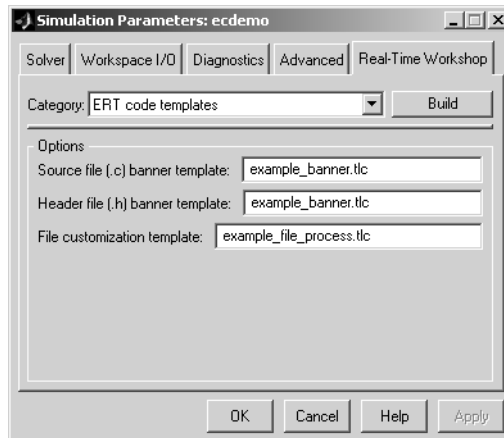 Simulation Parameters: ecdemo
Solver Workspace I/O Diagnostics Advanced Real-Time Workshop
Category: ERT code templates Build
Options
Source file (.c) banner template: example_banner.tlc
Header file (.h) banner template: example_banner.tlc
File customization template: example_file_process.tlc
OK Cancel Help Apply